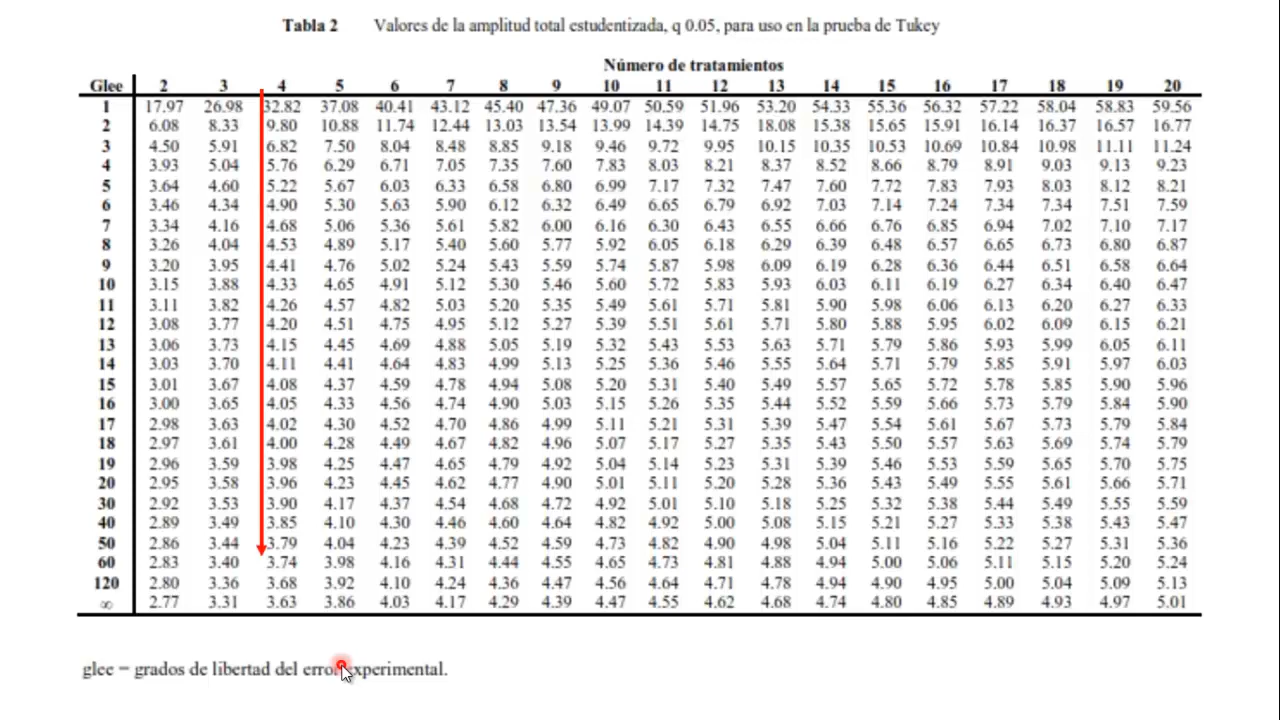 Tabla 2 Valores de la amplitud total estudentizada, q 0.05, para uso en la prueba de Tukey
Número de tratamientos
Glee 2 3 4 5 6 7 8 9 10 11 12 13 14 15 16 17 18 19 20
1 17.97 26.98 32.82 37.08 40.41 43.12 45.40 47.36 49.07 50.59 51.96 53.20 54.33 55.36 56.32 57.22 58.04 58.83 59.56
2 6.08 8.33 9.80 10.88 11.74 12.44 13.03 13.54 13.99 14.39 14.75 18.08 15.38 15.65 15.91 16.14 16.37 16.57 16.77
3 4.50 5.91 6.82 7.50 8.04 8.48 8.85 9.18 9.46 9.72 9.95 10.15 10.35 10.53 10.69 10.84 10.98 11.11 11.24
4 3.93 5.04 5.76 6.29 6.71 7.05 7.35 7.60 7.83 8.03 8.21 8.37 8.52 8.66 8.79 8.91 9.03 9.13 9.23
5 3.64 4.60 5.22 5.67 6.03 6.33 6.58 6.80 6.99 7.17 7.32 7.47 7.60 7.72 7.83 7.93 8.03 8.12 8.21
6 3.46 4.34 4.90 5.30 5.63 5.90 6.12 6.32 6.49 6.65 6.79 6.92 7.03 7.14 7.24 7.34 7.34 7.51 7.59
7 3.34 4.16 4.68 5.06 5.36 5.61 5.82 6.00 6.16 6.30 6.43 6.55 6.66 6.76 6.85 6.94 7.02 7.10 7.17
8 3.26 4.04 4.53 4.89 5.17 5.40 5.60 5.77 5.92 6.05 6.18 6.29 6.39 6.48 6.57 6.65 6.73 6.80 6.87
9 3.20 3.95 4.41 4.76 5.02 5.24 5.43 5.59 5.74 5.87 5.98 6.09 6.19 6.28 6.36 6.44 6.51 6.58 6.64
10 3.15 3.88 4.33 4.65 4.91 5.12 5.30 5.46 5.60 5.72 5.83 5.93 6.03 6.11 6.19 6.27 6.34 6.40 6.47
11 3.11 3.82 4.26 4.57 4.82 5.03 5.20 5.35 5.49 5.61 5.71 5.81 5.90 5.98 6.06 6.13 6.20 6.27 6.33
12 3.08 3.77 4.20 4.51 4.75 4.95 5.12 5.27 5.39 5.51 5.61 5.71 5.80 5.88 5.95 6.02 6.09 6.15 6.21
13 3.06 3.73 4.15 4.45 4.69 4.88 5.05 5.19 5.32 5.43 5.53 5.63 5.71 5.79 5.86 5.93 5.99 6.05 6.11
14 3.03 3.70 4.11 4.41 4.64 4.83 4.99 5.13 5.25 5.36 5.46 5.55 5.64 5.71 5.79 5.85 5.91 5.97 6.03
15 3.01 3.67 4.08 4.37 4.59 4.78 4.94 5.08 5.20 5.31 5.40 5.49 5.57 5.65 5.72 5.78 5.85 5.90 5.96
16 3.00 3.65 4.05 4.33 4.56 4.74 4.90 5.03 5.15 5.26 5.35 5.44 5.52 5.59 5.66 5.73 5.79 5.84 5.90
17 2.98 3.63 4.02 4.30 4.52 4.70 4.86 4.99 5.11 5.21 5.31 5.39 5.47 5.54 5.61 5.67 5.73 5.79 5.84
18 2.97 3.61 4.00 4.28 4.49 4.67 4.82 4.96 5.07 5.17 5.27 5.35 5.43 5.50 5.57 5.63 5.69 5.74 5.79
19 2.96 3.59 3.98 4.25 4.47 4.65 4.79 4.92 5.04 5.14 5.23 5.31 5.39 5.46 5.53 5.59 5.65 5.70 5.75
20 2.95 3.58 3.96 4.23 4.45 4.62 4.77 4.90 5.01 5.11 5.20 5.28 5.36 5.43 5.49 5.55 5.61 5.66 5.71
30 2.92 3.53 3.90 4.17 4.37 4.54 4.68 4.72 4.92 5.01 5.10 5.18 5.25 5.32 5.38 5.44 5.49 5.55 5.59
40 2.89 3.49 3.85 4.10 4.30 4.46 4.60 4.64 4.82 4.92 5.00 5.08 5.15 5.21 5.27 5.33 5.38 5.43 5.47
50 2.86 3.44 3.79 4.04 4.23 4.39 4.52 4.59 4.73 4.82 4.90 4.98 5.04 5.11 5.16 5.22 5.27 5.31 5.36
60 2.83 3.40 3.74 3.98 4.16 4.31 4.44 4.55 4.65 4.73 4.81 4.88 4.94 5.00 5.06 5.11 5.15 5.20 5.24
120 2.80 3.36 3.68 3.92 4.10 4.24 4.36 4.47 4.56 4.64 4.71 4.78 4.94 4.90 4.95 5.00 5.04 5.09 5.13
∞ 2.77 3.31 3.63 3.86 4.03 4.17 4.29 4.39 4.47 4.55 4.62 4.68 4.74 4.80 4.85 4.89 4.93 4.97 5.01
glee = grados de libertad del error experimental.